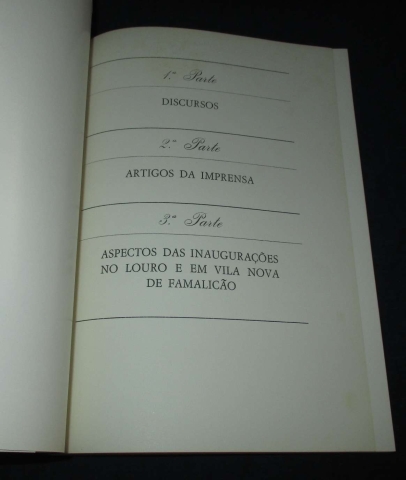 1.ª Parte
DISCURSOS
2.ª Parte
ARTIGOS DA IMPRENSA
3.ª Parte
ASPECTOS DAS INAUGURAÇÕES
NO LOURO E EM VILA NOVA
DE FAMALICÃO